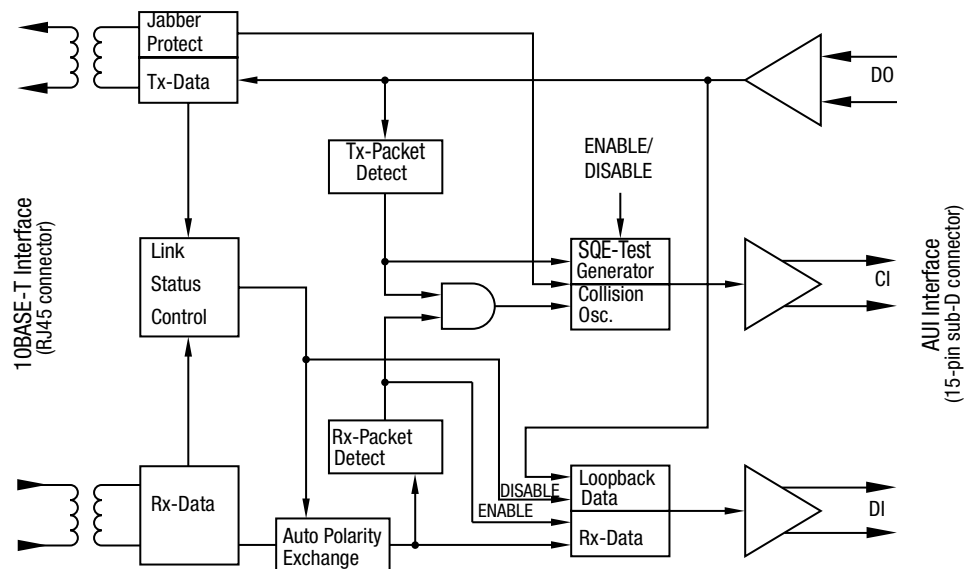 Jabber
Protect
Tx-Data
DO
Tx-Packet
Detect
ENABLE/
DISABLE
10BASE-T Interface
(RJ45 connector)
Link
Status
Control
SQE-Test
Generator
Collision
Osc.
CI
AUI Interface
(15-pin sub-D connector)
Rx-Packet
Detect
Rx-Data
DISABLE
ENABLE
Loopback
Data
Rx-Data
DI
Auto Polarity
Exchange